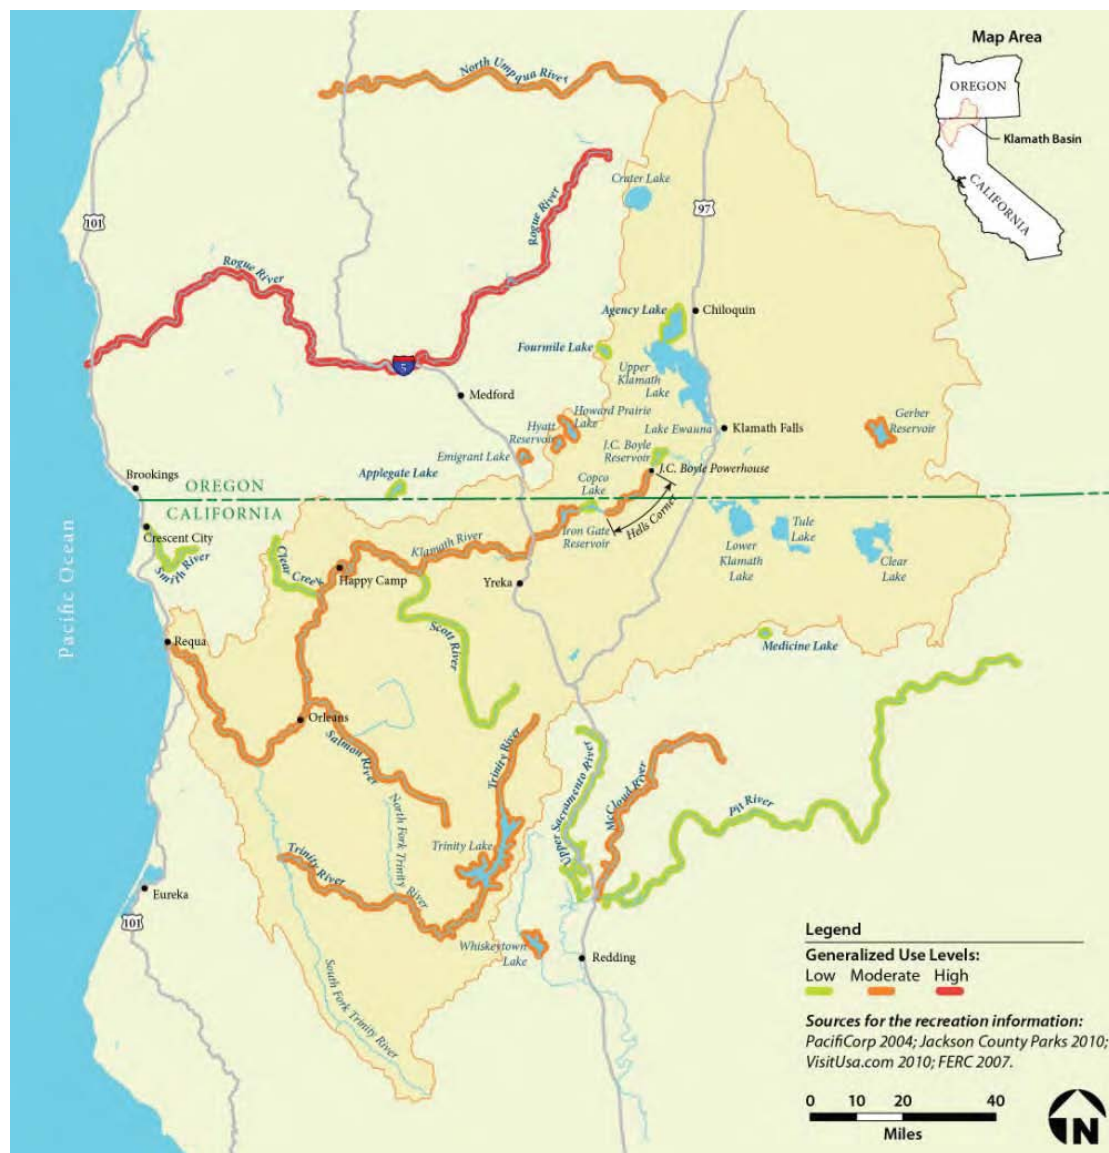 Map Area
OREGON
Klamath Basin
CALIFORNIA
North Umpqua River
Crater Lake
97
101
Rogue River
Rogue River
Agency Lake
Chiloquin
Fourmile Lake
Upper
Klamath
Lake
5
Medford
Howard Prairie
Lake
Hyatt
Reservoir
Gerber
Reservoir
Lake Ewauna
Klamath Falls
Emigrant Lake
J.C. Boyle
Reservoir
J.C. Boyle Powerhouse
Brookings
Applegate Lake
Copco
Lake
OREGON
CALIFORNIA
Hells Corner
Crescent City
Smith River
Clear Creek
Klamath River
Iron Gate
Reservoir
Tule
Lake
Lower
Klamath
Lake
Clear
Lake
Happy Camp
Yreka
Pacific Ocean
Requa
Scott River
Medicine Lake
Orleans
Salmon River
Trinity River
Upper Sacramento River
McCloud River
Pit River
North Fork Trinity River
Trinity Lake
Trinity River
Eureka
101
Whiskeytown
Lake
Redding
South Fork Trinity River
Legend
Generalized Use Levels:
Low Moderate High
Sources for the recreation information:
PacifiCorp 2004; Jackson County Parks 2010;
VisitUsa.com 2010; FERC 2007.
0 10 20 40
Miles
N